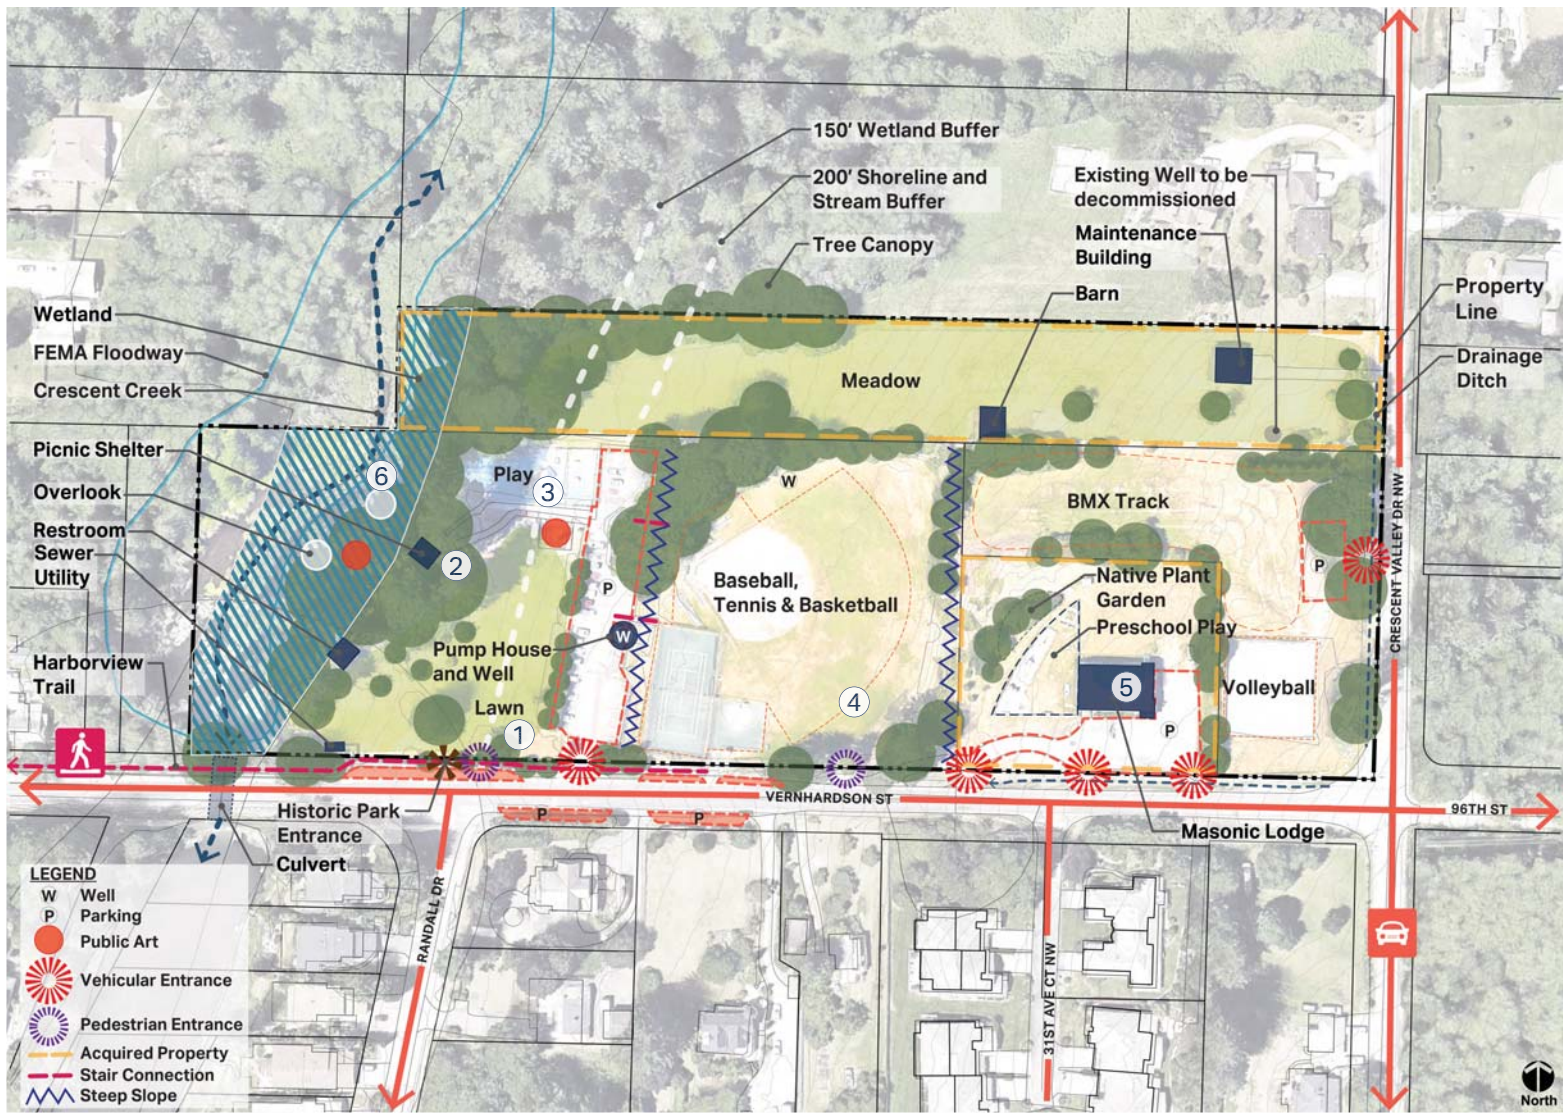 150' Wetland Buffer
200' Shoreline and
Stream Buffer
Tree Canopy
Existing Well to be
decommissioned
Maintenance
Building
Barn
Property
Line
Drainage
Ditch
Wetland
FEMA Floodway
Crescent Creek
Picnic Shelter
Overlook
Restroom
Sewer
Utility
Harborview
Trail
Meadow
6
Play
3
2
W
BMX Track
P
Baseball,
Tennis & Basketball
P
Native Plant
Garden
Preschool Play
W
Pump House
and Well
Lawn
1
4
5
Volleyball
P
CRESCENT VALLEY DR NW
VERNHARDSON ST
96TH ST
P
P
Historic Park
Entrance
Culvert
Masonic Lodge
RANDALL DR
31ST AVE CT NW
LEGEND
W Well
P Parking
Public Art
Vehicular Entrance
Pedestrian Entrance
Acquired Property
Stair Connection
Steep Slope
North